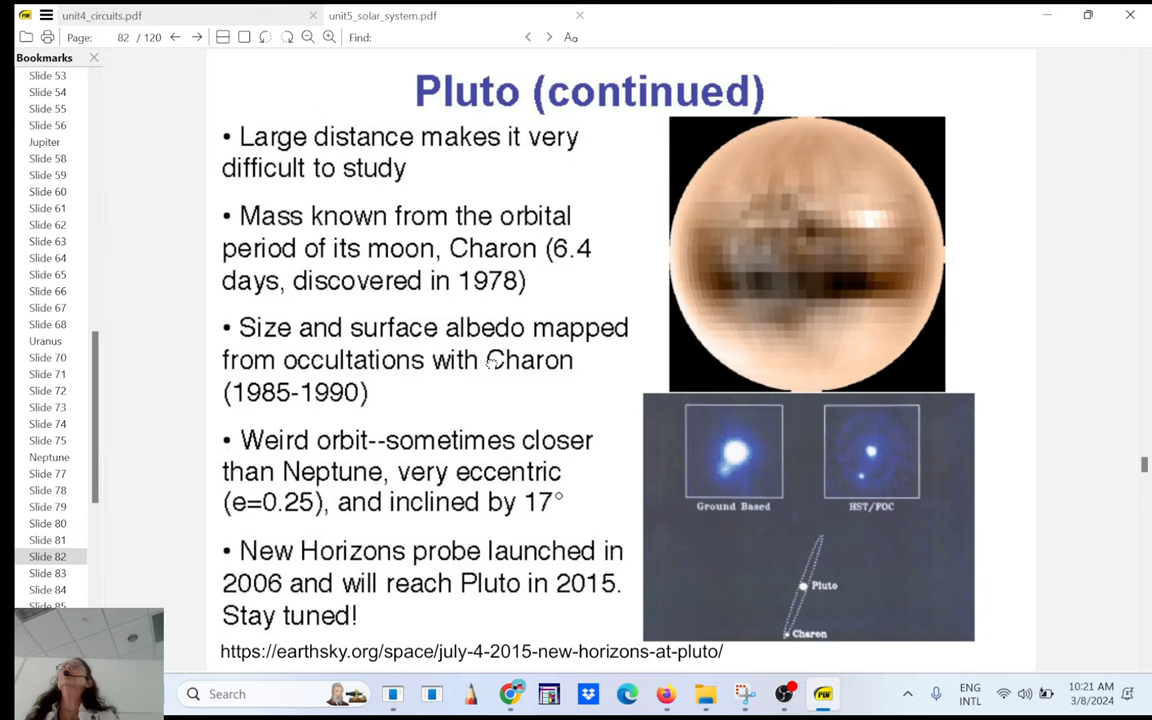 unit4_circuits.pdf
unit5_solar_system.pdf
Page: 82 / 120
Find:
Aa
Bookmarks
Slide 53
Slide 54
Slide 55
Slide 56
Jupiter
Slide 58
Slide 59
Slide 60
Slide 61
Slide 62
Slide 63
Slide 64
Slide 65
Slide 66
Slide 67
Slide 68
Uranus
Slide 70
Slide 71
Slide 72
Slide 73
Slide 74
Slide 75
Neptune
Slide 77
Slide 78
Slide 79
Slide 80
Slide 81
Slide 82
Slide 83
Slide 84
Slide 85
Pluto (continued)
• Large distance makes it very
difficult to study
• Mass known from the orbital
period of its moon, Charon (6.4
days, discovered in 1978)
• Size and surface albedo mapped
from occultations with Charon
(1985-1990)
• Weird orbit--sometimes closer
than Neptune, very eccentric
(e=0.25), and inclined by 17°
• New Horizons probe launched in
2006 and will reach Pluto in 2015.
Stay tuned!
https://earthsky.org/space/july-4-2015-new-horizons-at-pluto/
Ground Based
HST/FOC
Pluto
Charon
Search
PDF
ENG
INTL
10:21 AM
3/8/2024